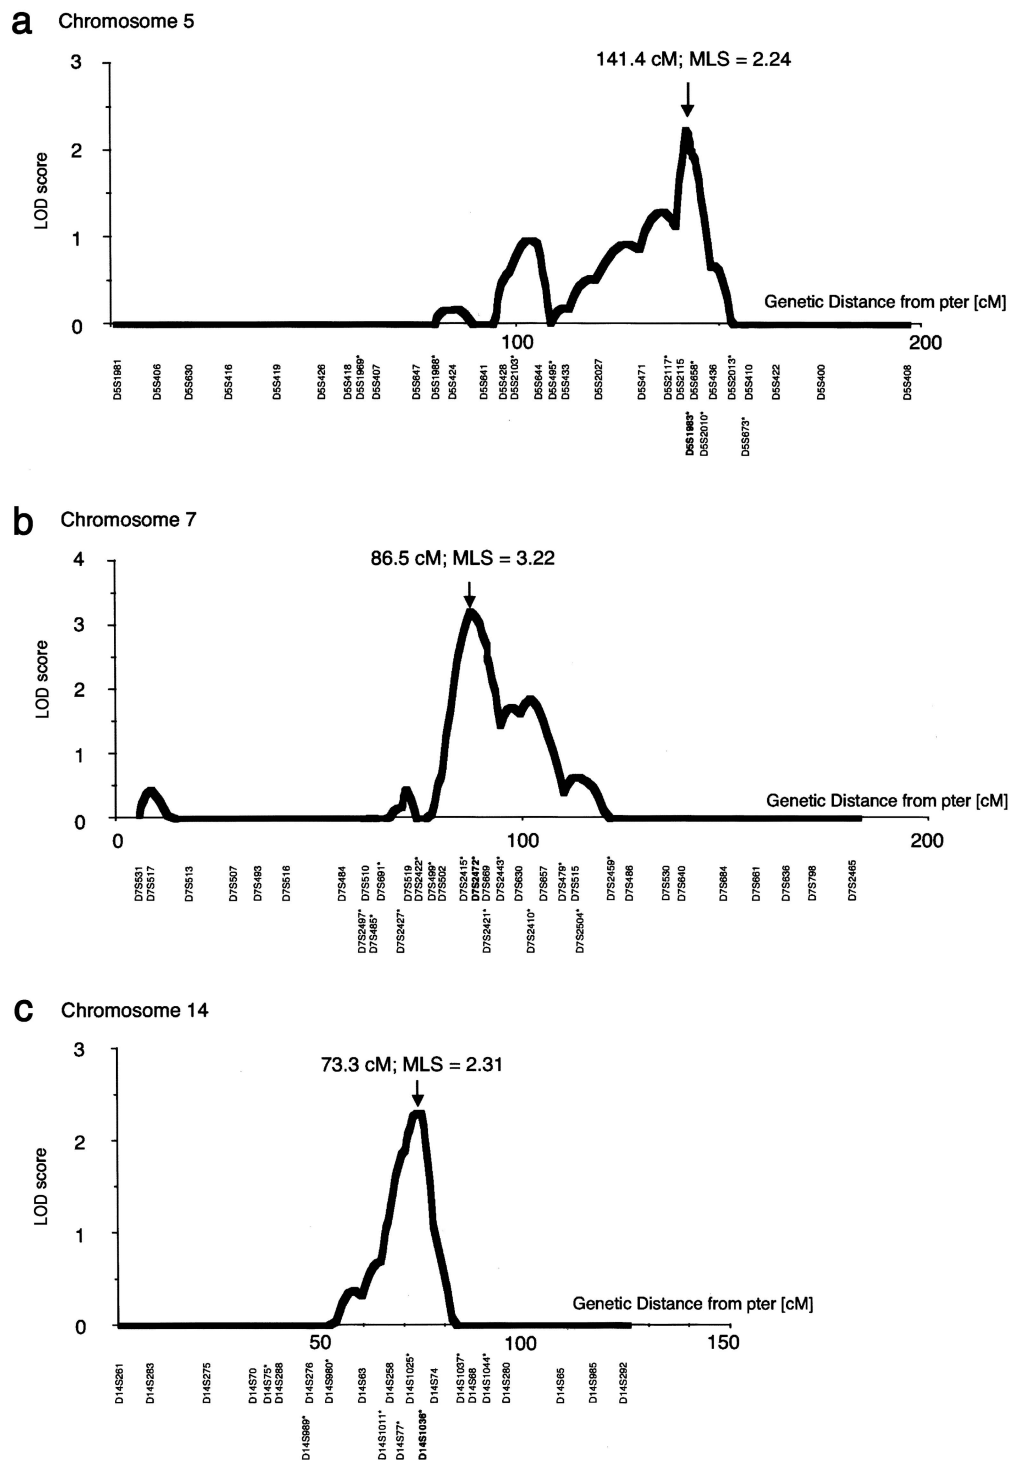 a Chromosome 5
141.4 cM; MLS = 2.24
3
2
1
0
LOD score
Genetic Distance from pter [cM]
100
200
D5S1981
D5S406
D5S630
D5S416
D5S419
D5S426
D5S418
D5S1969*
D5S407
D5S647
D5S1988*
D5S424
D5S641
D5S428
D5S2103*
D5S644
D5S495*
D5S433
D5S2027
D5S471
D5S2117*
D5S2115
D5S658*
D5S436
D5S2013*
D5S410
D5S422
D5S400
D5S408
D5S1983*
D5S2010*
D5S673*
b Chromosome 7
86.5 cM; MLS = 3.22
4
3
2
1
0
LOD score
Genetic Distance from pter [cM]
0
100
200
D7S531
D7S517
D7S513
D7S507
D7S493
D7S516
D7S484
D7S510
D7S691*
D7S519
D7S2422*
D7S499*
D7S502
D7S2415*
D7S2472*
D7S669
D7S2443*
D7S630
D7S657
D7S479*
D7S515
D7S2459*
D7S486
D7S530
D7S640
D7S684
D7S661
D7S636
D7S798
D7S2465
D7S2497*
D7S485*
D7S2427*
D7S2421*
D7S2410*
D7S2504*
c Chromosome 14
73.3 cM; MLS = 2.31
3
2
1
0
LOD score
Genetic Distance from pter [cM]
50
100
150
D14S261
D14S283
D14S275
D14S70
D14S75*
D14S288
D14S276
D14S980*
D14S63
D14S258
D14S1025*
D14S74
D14S1037*
D14S68
D14S1044*
D14S280
D14S65
D14S985
D14S292
D14S989*
D14S1011*
D14S77*
D14S1036*